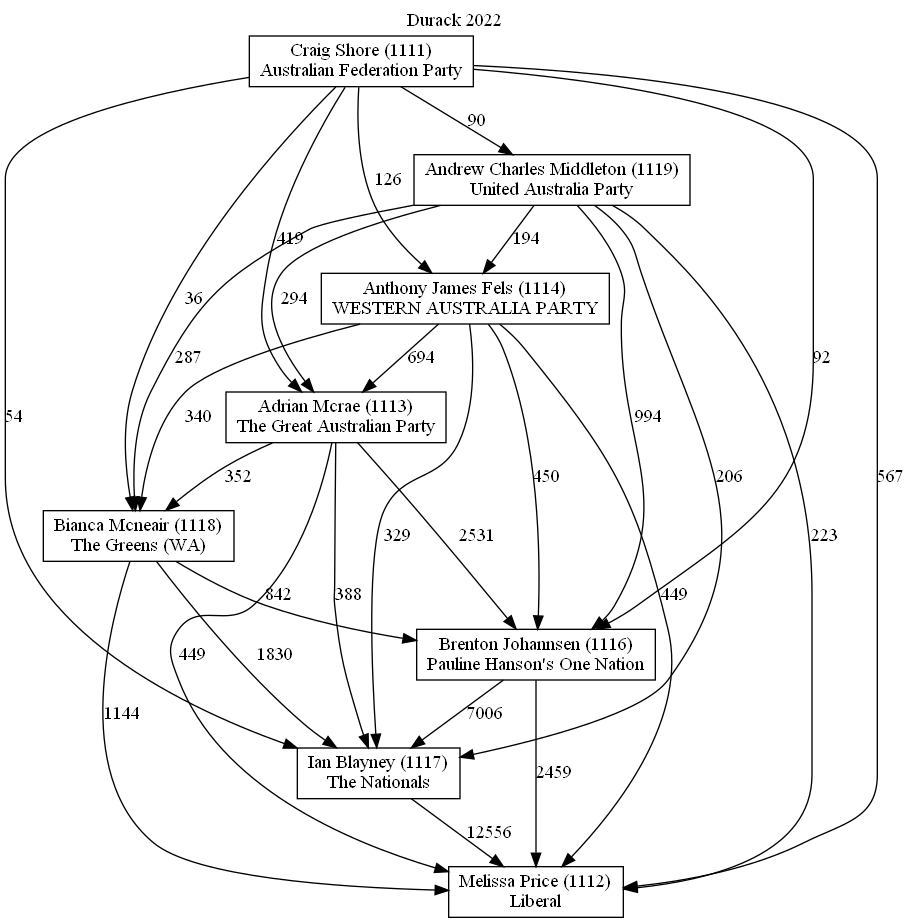 Durack 2022
Craig Shore (1111)
Australian Federation Party
90
Andrew Charles Middleton (1119)
United Australia Party
126
419
194
Anthony James Fels (1114)
WESTERN AUSTRALIA PARTY
36
294
287
694
92
Adrian Mcrae (1113)
The Great Australian Party
54
340
994
352
450
206
567
Bianca Mcneair (1118)
The Greens (WA)
329
2531
223
842
388
449
Brenton Johannsen (1116)
Pauline Hanson's One Nation
449
1830
1144
7006
Ian Blayney (1117)
The Nationals
2459
12556
Melissa Price (1112)
Liberal